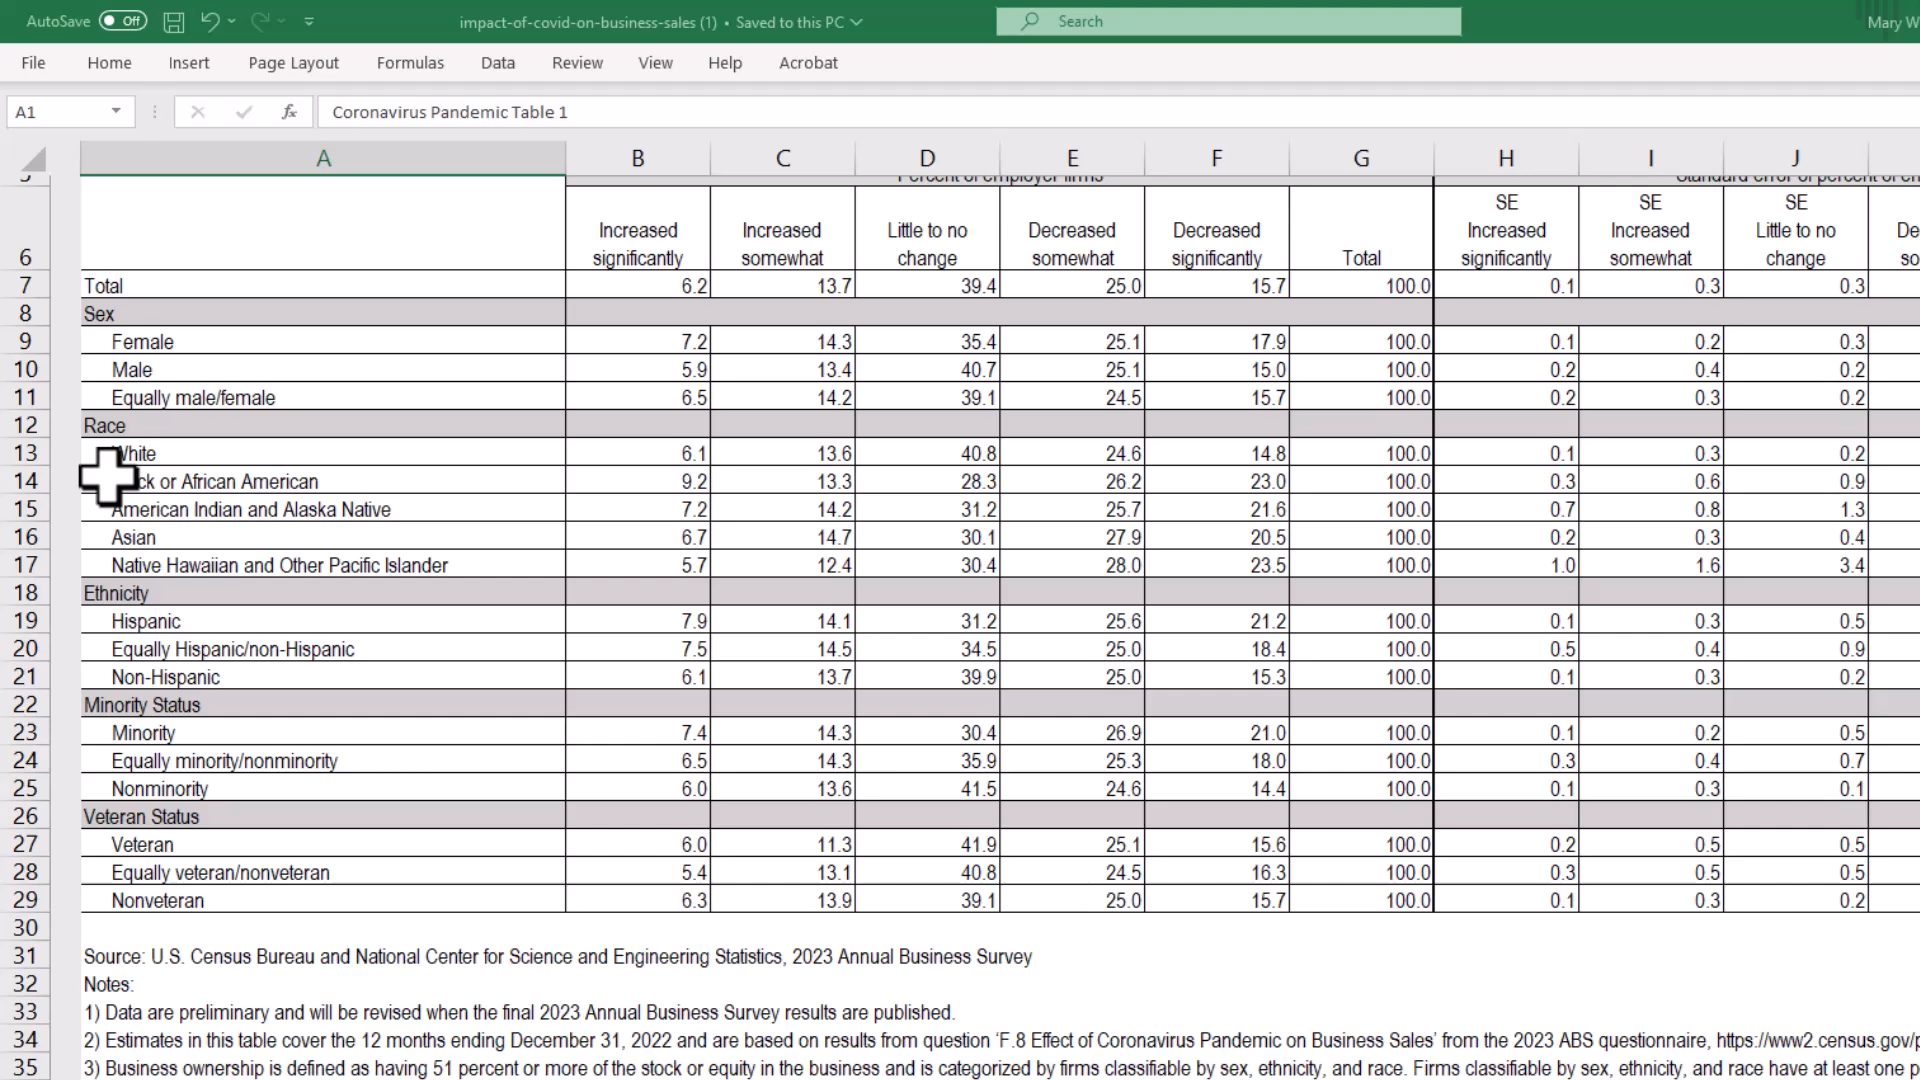 AutoSave Off impact-of-covid-on-business-sales (1) • Saved to this PC Search Mary W
File Home Insert Page Layout Formulas Data Review View Help Acrobat
A1 fx Coronavirus Pandemic Table 1
A B C D E F G H I J
Percent of employer firms Standard error of percent of
6 Increased significantly Increased somewhat Little to no change Decreased somewhat Decreased significantly Total SE Increased significantly SE Increased somewhat SE Little to no change
7 Total 6.2 13.7 39.4 25.0 15.7 100.0 0.1 0.3 0.3
8 Sex
9 Female 7.2 14.3 35.4 25.1 17.9 100.0 0.1 0.2 0.3
10 Male 5.9 13.4 40.7 25.1 15.0 100.0 0.2 0.4 0.2
11 Equally male/female 6.5 14.2 39.1 24.5 15.7 100.0 0.2 0.3 0.2
12 Race
13 White 6.1 13.6 40.8 24.6 14.8 100.0 0.1 0.3 0.2
14 ck or African American 9.2 13.3 28.3 26.2 23.0 100.0 0.3 0.6 0.9
15 American Indian and Alaska Native 7.2 14.2 31.2 25.7 21.6 100.0 0.7 0.8 1.3
16 Asian 6.7 14.7 30.1 27.9 20.5 100.0 0.2 0.3 0.4
17 Native Hawaiian and Other Pacific Islander 5.7 12.4 30.4 28.0 23.5 100.0 1.0 1.6 3.4
18 Ethnicity
19 Hispanic 7.9 14.1 31.2 25.6 21.2 100.0 0.1 0.3 0.5
20 Equally Hispanic/non-Hispanic 7.5 14.5 34.5 25.0 18.4 100.0 0.5 0.4 0.9
21 Non-Hispanic 6.1 13.7 39.9 25.0 15.3 100.0 0.1 0.3 0.2
22 Minority Status
23 Minority 7.4 14.3 30.4 26.9 21.0 100.0 0.1 0.2 0.5
24 Equally minority/nonminority 6.5 14.3 35.9 25.3 18.0 100.0 0.3 0.4 0.7
25 Nonminority 6.0 13.6 41.5 24.6 14.4 100.0 0.1 0.3 0.1
26 Veteran Status
27 Veteran 6.0 11.3 41.9 25.1 15.6 100.0 0.2 0.5 0.5
28 Equally veteran/nonveteran 5.4 13.1 40.8 24.5 16.3 100.0 0.3 0.5 0.5
29 Nonveteran 6.3 13.9 39.1 25.0 15.7 100.0 0.1 0.3 0.2
30
31 Source: U.S. Census Bureau and National Center for Science and Engineering Statistics, 2023 Annual Business Survey
32 Notes:
33 1) Data are preliminary and will be revised when the final 2023 Annual Business Survey results are published.
34 2) Estimates in this table cover the 12 months ending December 31, 2022 and are based on results from question ‘F.8 Effect of Coronavirus Pandemic on Business Sales’ from the 2023 ABS questionnaire, https://www2.census.gov/p
35 3) Business ownership is defined as having 51 percent or more of the stock or equity in the business and is categorized by firms classifiable by sex, ethnicity, and race. Firms classifiable by sex, ethnicity, and race have at least one p